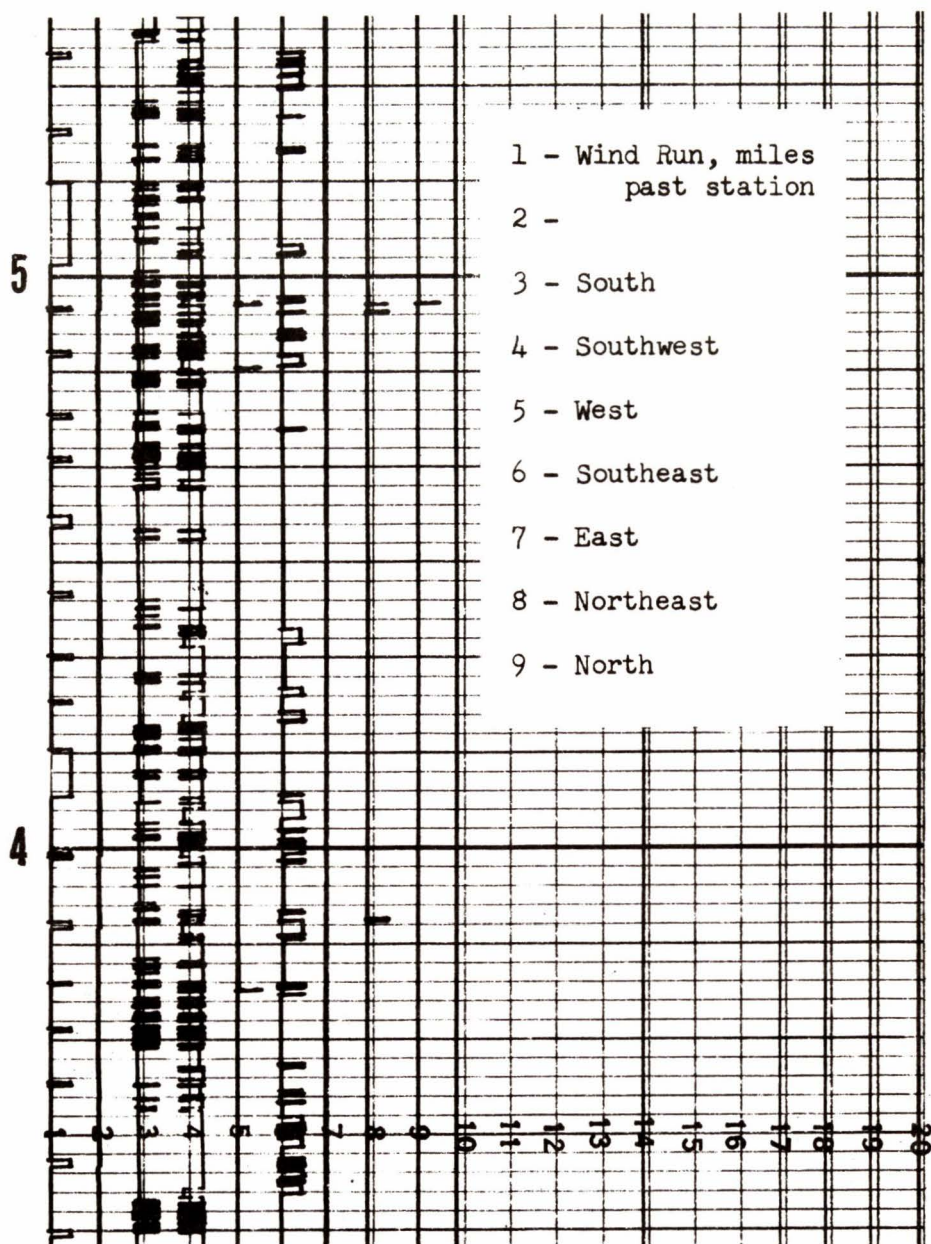 1 - Wind Run, miles
past station
2 -
5
3 - South
4 - Southwest
5 - West
6 - Southeast
7 - East
8 - Northeast
9 - North
4
1 2 3 4 5 6 7 8 9 10 11 12 13 14 15 16 17 18 19 20